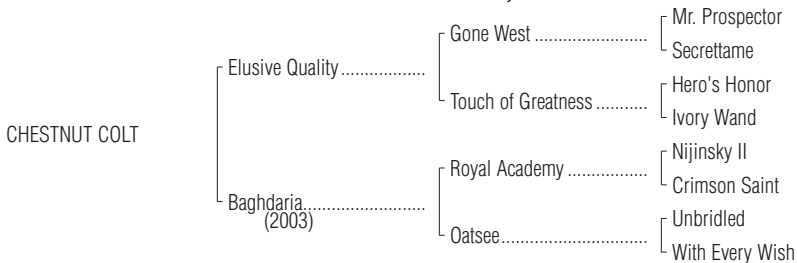 Mr. Prospector
Gone West ....................
Secrettame
Elusive Quality ..................
Hero's Honor
Touch of Greatness ...........
Ivory Wand
CHESTNUT COLT
Nijinsky II
Royal Academy .................
Crimson Saint
Baghdaria..........................
(2003)
Unbridled
Oatsee...............................
With Every Wish